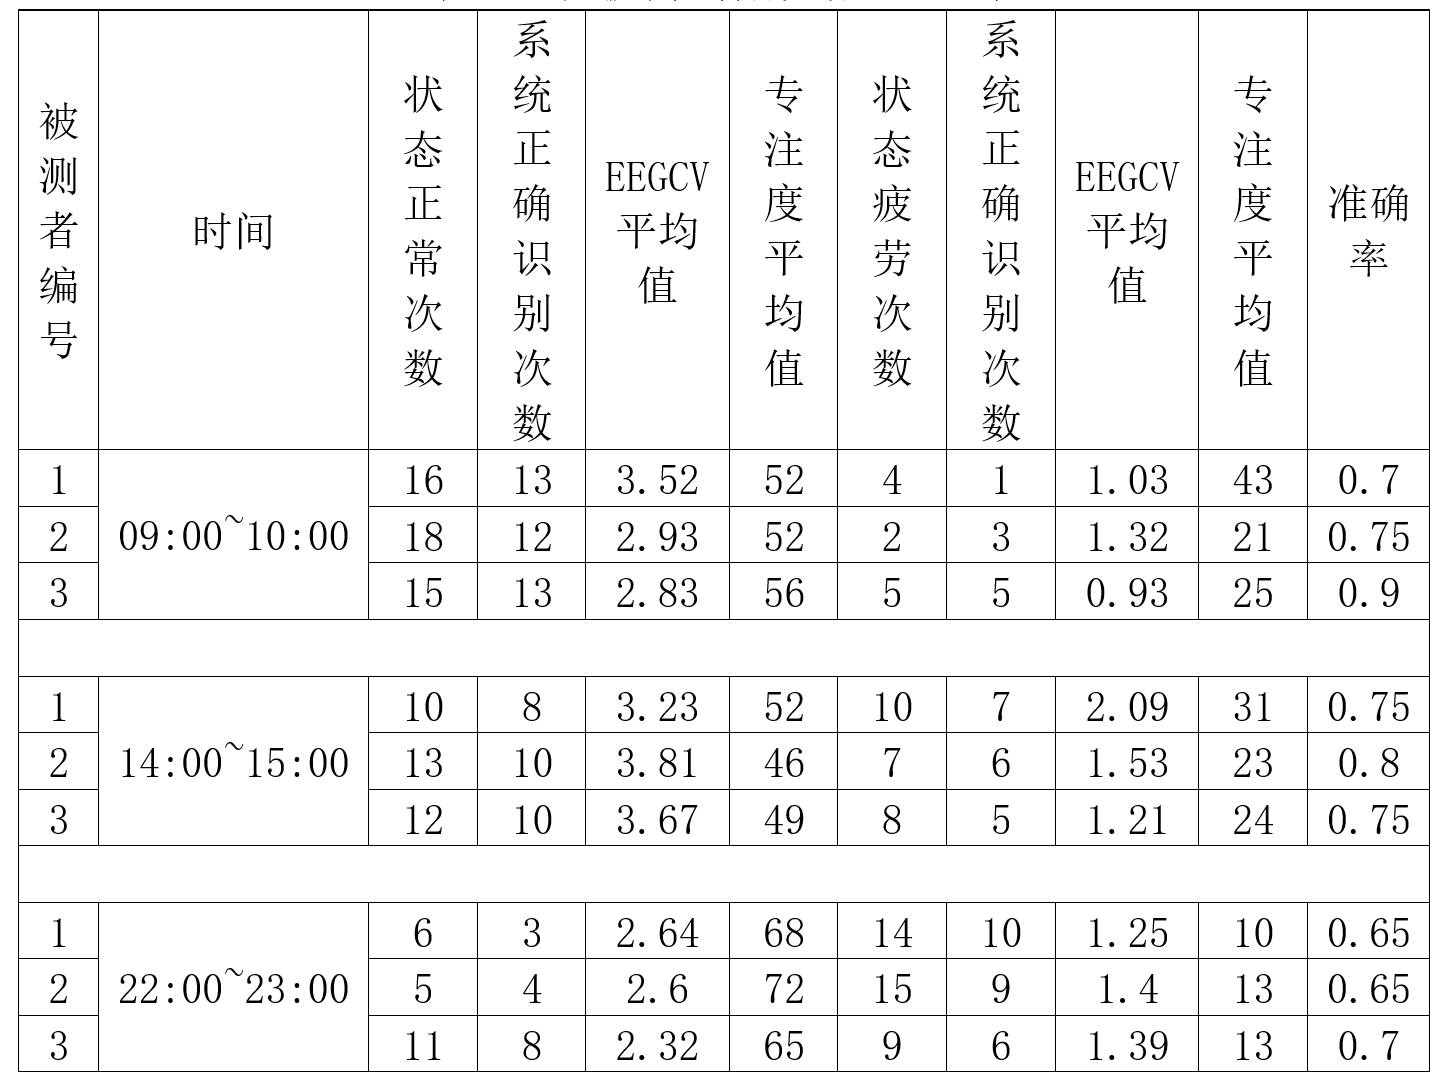 被测者编号 时间 状态正常次数 系统正确识别次数 EEGCV平均值 专注度平均值 状态疲劳次数 系统正确识别次数 EEGCV平均值 专注度平均值 准确率
1 09:00~10:00 16 13 3.52 52 4 1 1.03 43 0.7
2 18 12 2.93 52 2 3 1.32 21 0.75
3 15 13 2.83 56 5 5 0.93 25 0.9
1 14:00~15:00 10 8 3.23 52 10 7 2.09 31 0.75
2 13 10 3.81 46 7 6 1.53 23 0.8
3 12 10 3.67 49 8 5 1.21 24 0.75
1 22:00~23:00 6 3 2.64 68 14 10 1.25 10 0.65
2 5 4 2.6 72 15 9 1.4 13 0.65
3 11 8 2.32 65 9 6 1.39 13 0.7